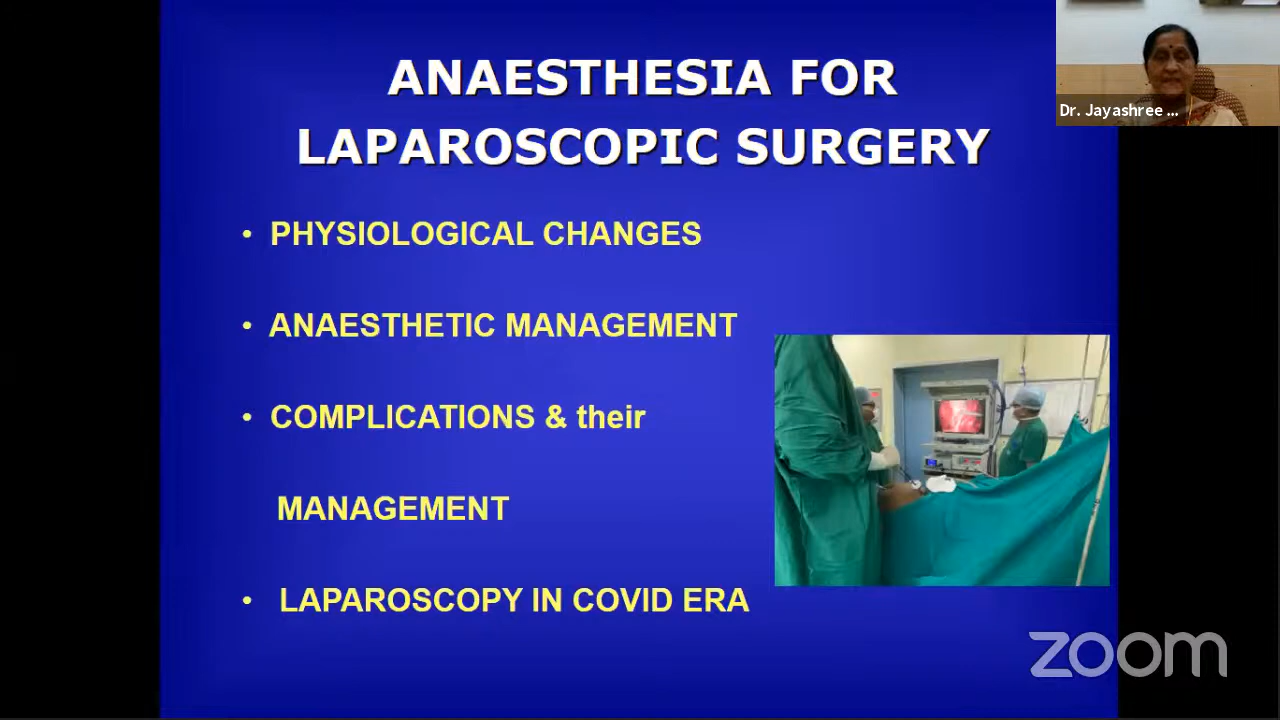 ANAESTHESIA FOR
LAPAROSCOPIC SURGERY
• PHYSIOLOGICAL CHANGES
• ANAESTHETIC MANAGEMENT
• COMPLICATIONS & their
MANAGEMENT
• LAPAROSCOPY IN COVID ERA
Dr. Jayashree ...
zoom